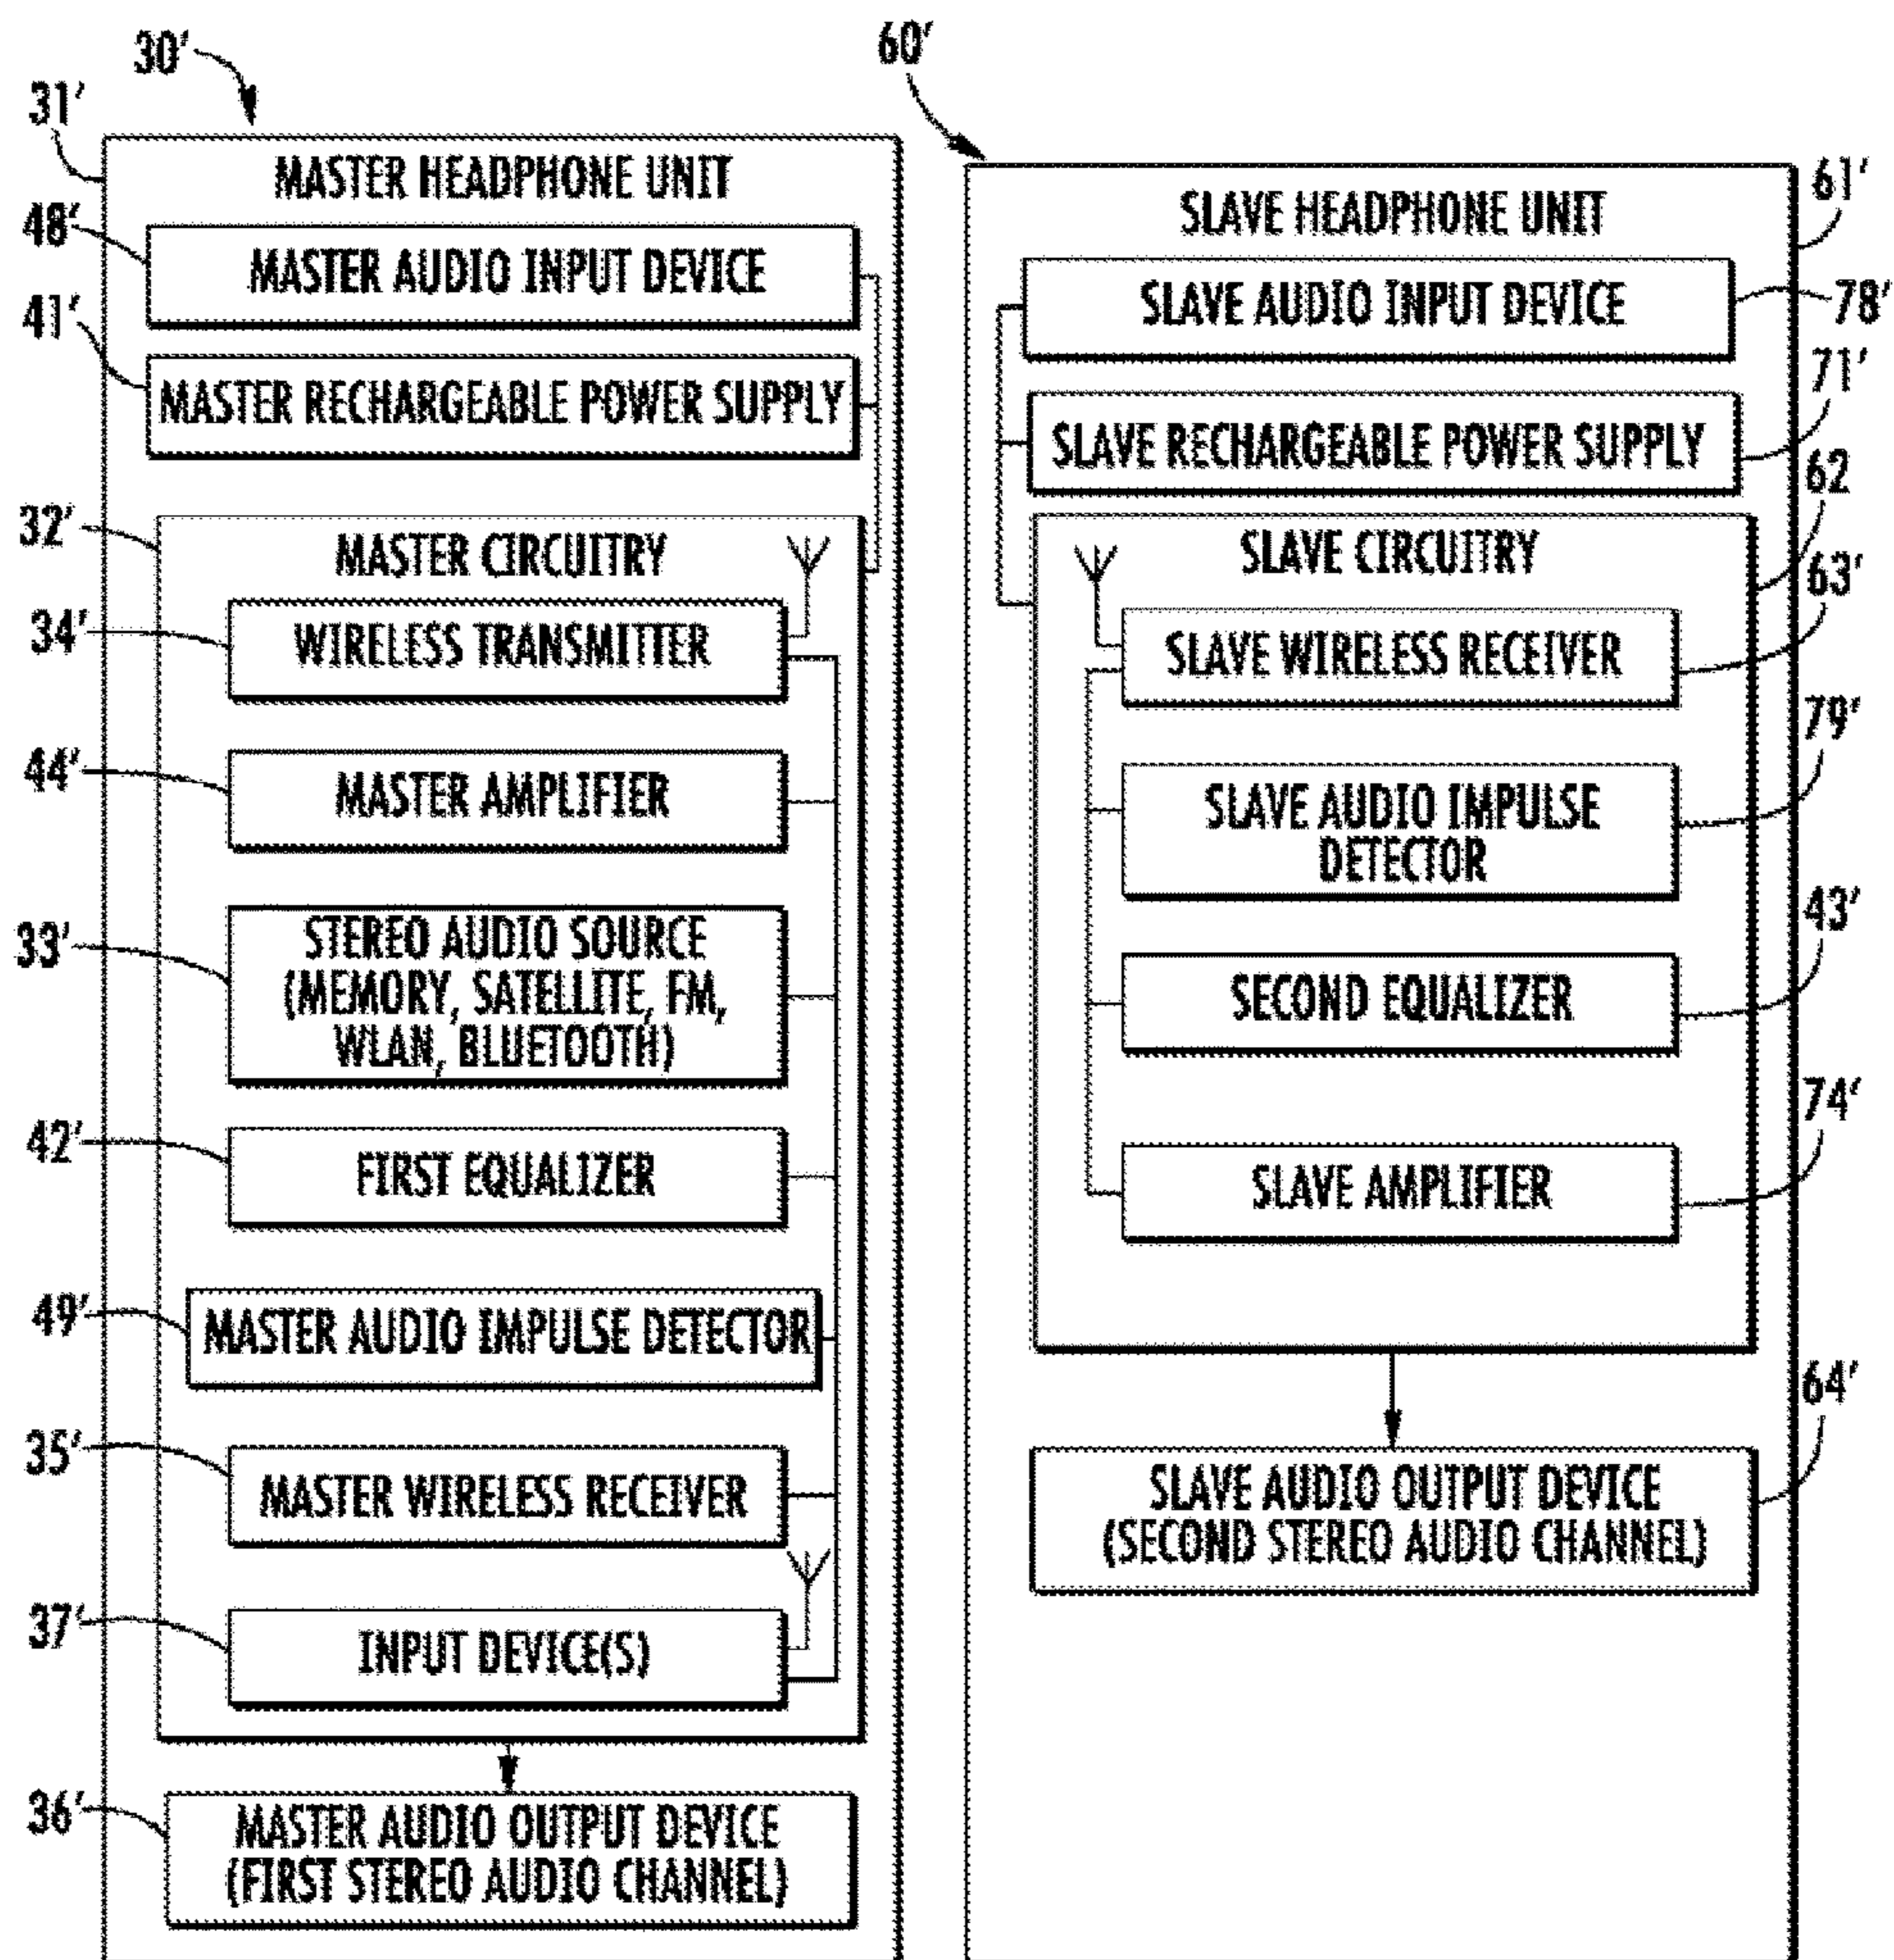 30'
31'
MASTER HEADPHONE UNIT
48'
MASTER AUDIO INPUT DEVICE
41'
MASTER RECHARGEABLE POWER SUPPLY
32'
MASTER CIRCUITRY
34'
WIRELESS TRANSMITTER
44'
MASTER AMPLIFIER
33'
STEREO AUDIO SOURCE
(MEMORY, SATELLITE, FM,
WLAN, BLUETOOTH)
42'
FIRST EQUALIZER
49'
MASTER AUDIO IMPULSE DETECTOR
35'
MASTER WIRELESS RECEIVER
37'
INPUT DEVICE(S)
36'
MASTER AUDIO OUTPUT DEVICE
(FIRST STEREO AUDIO CHANNEL)
60'
61'
SLAVE HEADPHONE UNIT
SLAVE AUDIO INPUT DEVICE
78'
71'
SLAVE RECHARGEABLE POWER SUPPLY
62
SLAVE CIRCUITRY
63'
SLAVE WIRELESS RECEIVER
79'
SLAVE AUDIO IMPULSE
DETECTOR
43'
SECOND EQUALIZER
74'
SLAVE AMPLIFIER
64'
SLAVE AUDIO OUTPUT DEVICE
(SECOND STEREO AUDIO CHANNEL)